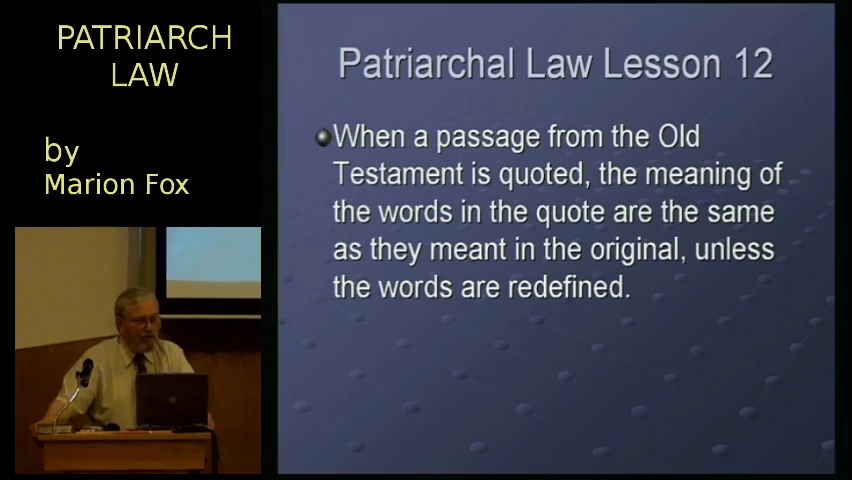 PATRIARCH
LAW
by
Marion Fox
Patriarchal Law Lesson 12
When a passage from the Old
Testament is quoted, the meaning of
the words in the quote are the same
as they meant in the original, unless
the words are redefined.